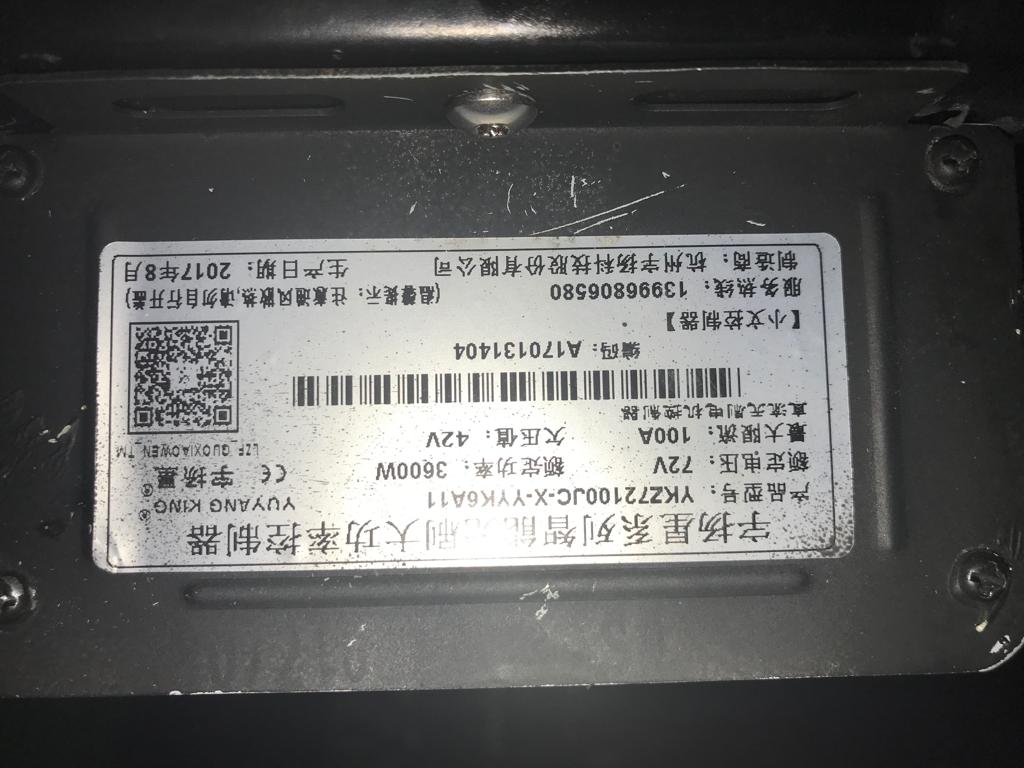 宇扬星系列智能无刷大功率控制器
产品型号：YKZ72100JC-X-YYK6A11
额定电压：72V 额定功率：3600W
最大限流：100A 欠压值：42V
直流无刷电机控制器
YUYANG KING®
CE 宇扬星®
LZF_GUOXIAOWEN_TM
编码：A170131404
【小文控制器】
服务热线：13996806580 (温馨提示：注意通风散热,请勿自行开盖)
制造商：杭州宇扬科技股份有限公司 生产日期：2017年8月